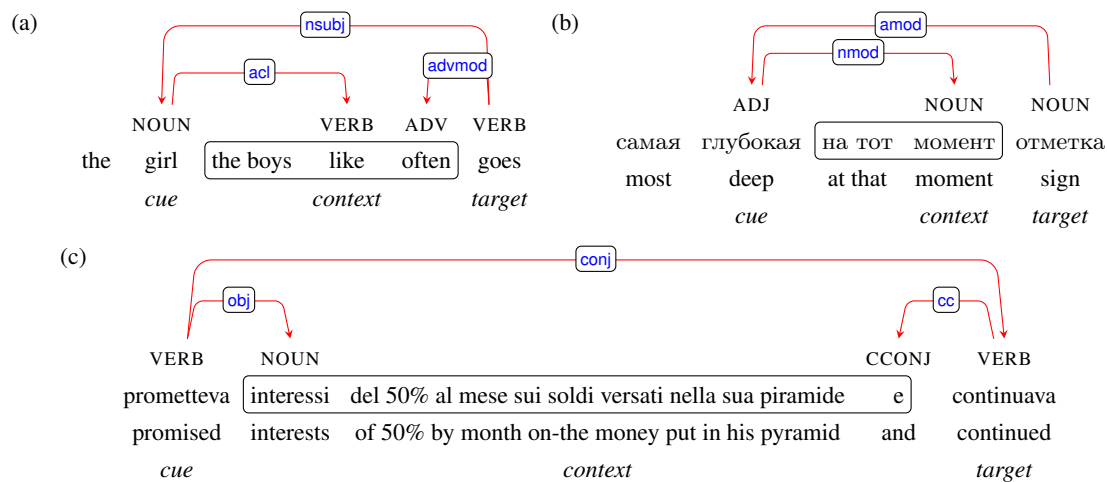 (a)
nsubj
acl
advmod
NOUN VERB ADV VERB
the girl the boys like often goes
cue context target
(b)
amod
nmod
ADJ NOUN NOUN
самая глубокая на тот момент отметка
most deep at that moment sign
cue context target
(c)
conj
obj cc
VERB NOUN CCONJ VERB
prometteva interessi del 50% al mese sui soldi versati nella sua piramide e continuava
promised interests of 50% by month on-the money put in his pyramid and continued
cue context target